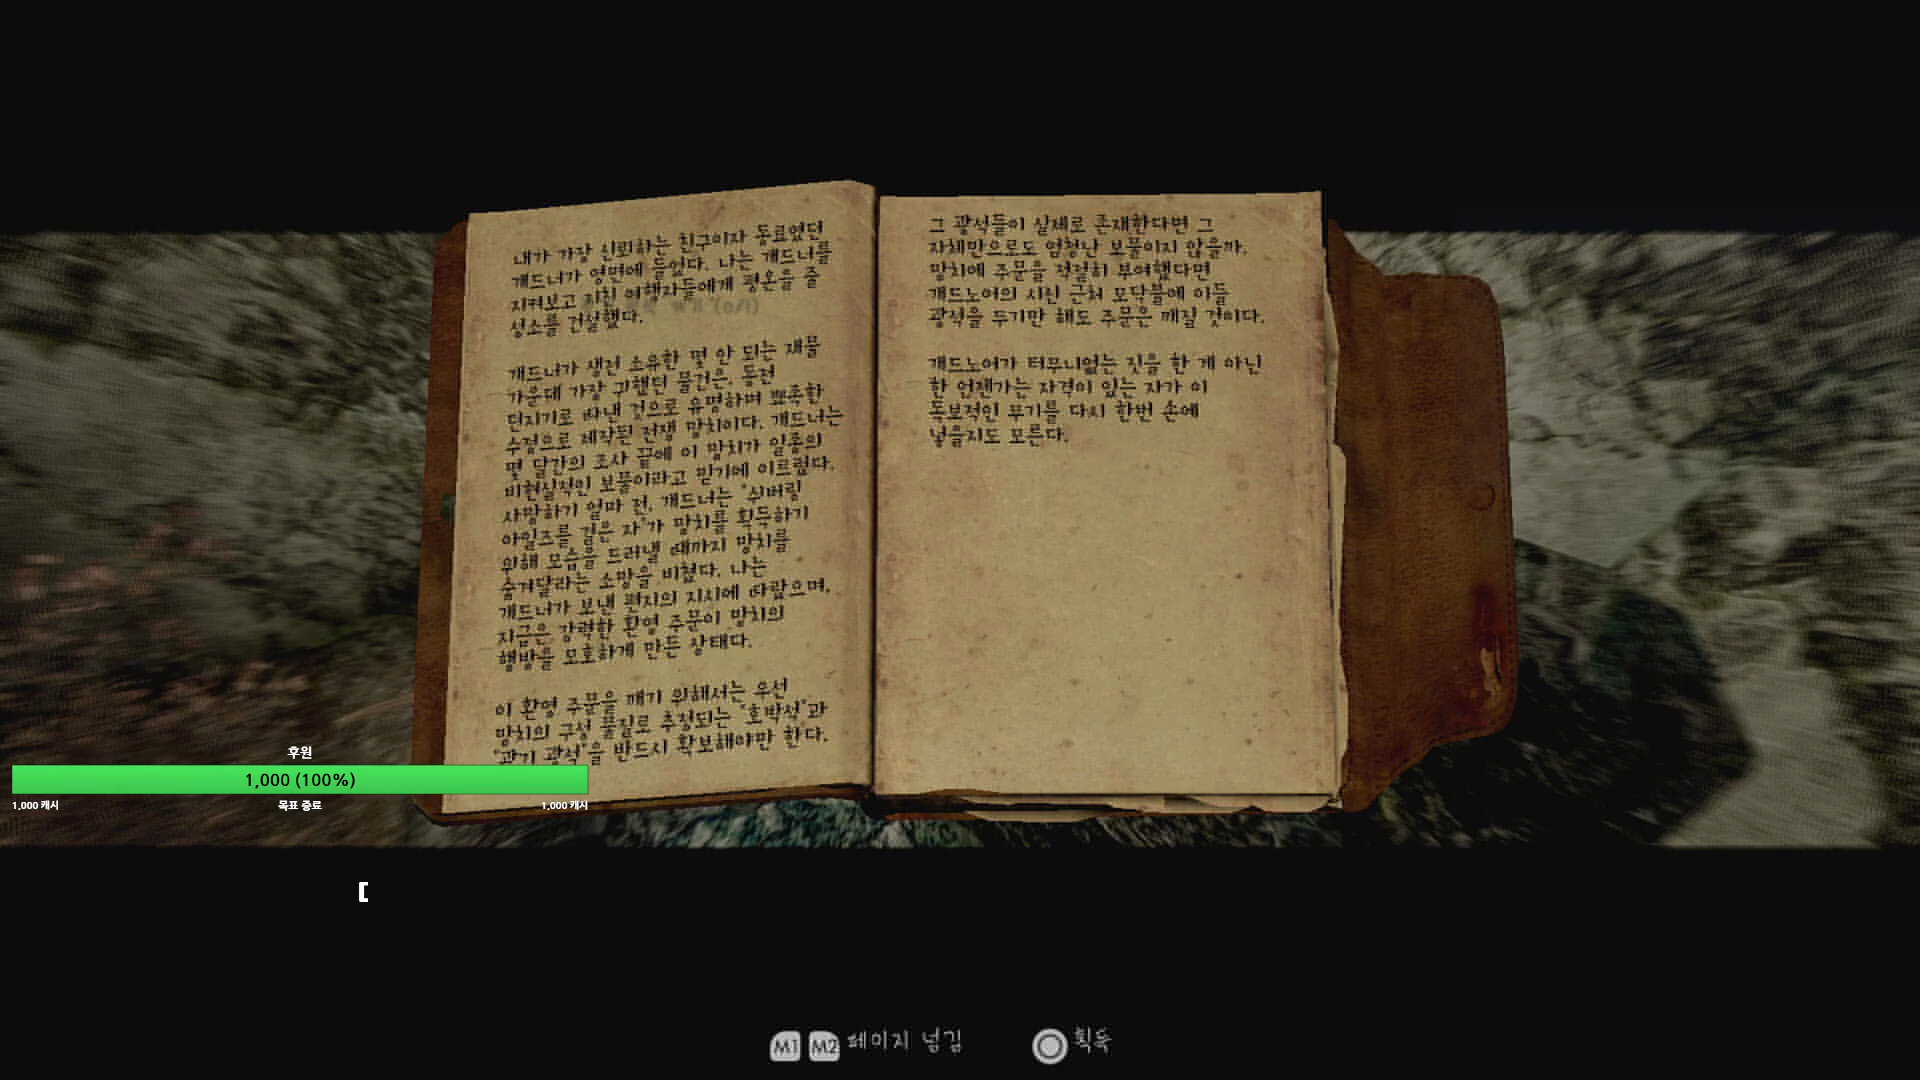 내가 가장 신뢰하는 친구이자 동료였던
개드너가 영면에 들었다. 나는 개드너를
지켜보고 지친 여행자들에게 평온을 줄
성소를 건설했다.
개드너가 생전 소유한 몇 안 되는 재물
가운데 가장 귀했던 물건은, 동전
던지기로 따낸 것으로 유명하며 뾰족한
수정으로 제작된 전쟁 망치이다. 개드너는
몇 달간의 조사 끝에 이 망치가 일종의
비현실적인 보물이라고 믿기에 이르렀다.
사망하기 얼마 전, 개드너는 "쉬버링
아일즈를 걸은 자"가 망치를 획득하기
위해 모습을 드러낼 때까지 망치를
숨겨달라는 소망을 비쳤다. 나는
개드너가 보낸 편지의 지시에 따랐으며,
지금은 강력한 환영 주문이 망치의
행방을 모호하게 만든 상태다.
이 환영 주문을 깨기 위해서는 우선
망치의 구성 물질로 추정되는 "호박석"과
"광기 광석"을 반드시 확보해야만 한다.
그 광석들이 실제로 존재한다면 그
자체만으로도 엄청난 보물이지 않을까.
망치에 주문을 적절히 부여했다면
개드노어의 시신 근처 모닥불에 이들
광석을 두기만 해도 주문은 깨질 것이다.
개드노어가 터무니없는 짓을 한 게 아닌
한 언젠가는 자격이 있는 자가 이
독보적인 무기를 다시 한번 손에
넣을지도 모른다.
후원
1,000 (100%)
1,000 캐시 목표 종료 1,000 캐시
[
M1 M2 페이지 넘김 획득